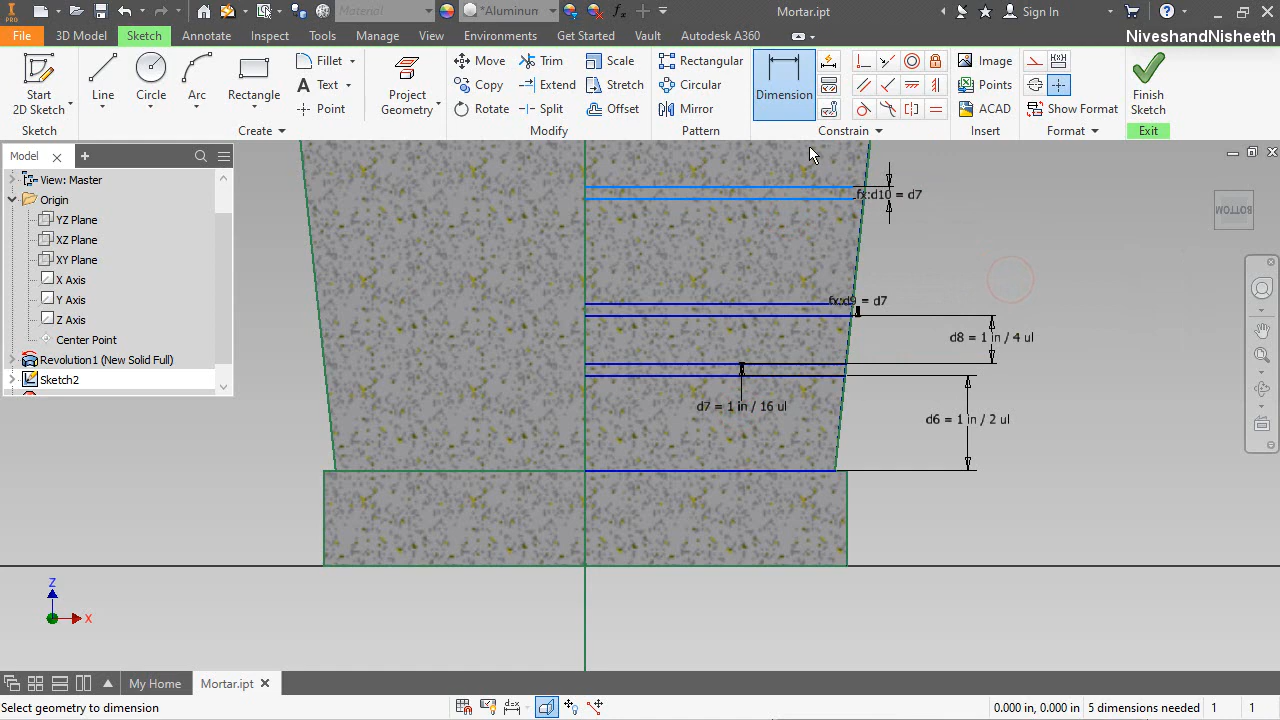 PRO
Material
*Aluminum
Mortar.ipt
Sign In
File
3D Model
Sketch
Annotate
Inspect
Tools
Manage
View
Environments
Get Started
Vault
Autodesk A360
NiveshandNisheeth
Start
2D Sketch
Line
Circle
Arc
Rectangle
Fillet
Text
Point
Project
Geometry
Move
Copy
Rotate
Trim
Extend
Split
Scale
Stretch
Offset
Rectangular
Circular
Mirror
Dimension
Image
Points
ACAD
Show Format
Finish
Sketch
Sketch
Create
Modify
Pattern
Constrain
Insert
Format
Exit
Model
View: Master
Origin
YZ Plane
XZ Plane
XY Plane
X Axis
Y Axis
Z Axis
Center Point
Revolution1 (New Solid Full)
Sketch2
fx:d10 = d7
BOTTOM
fx:d9 = d7
d8 = 1 in / 4 ul
d7 = 1 in / 16 ul
d6 = 1 in / 2 ul
Z
X
My Home
Mortar.ipt
Select geometry to dimension
0.000 in, 0.000 in
5 dimensions needed
1
1